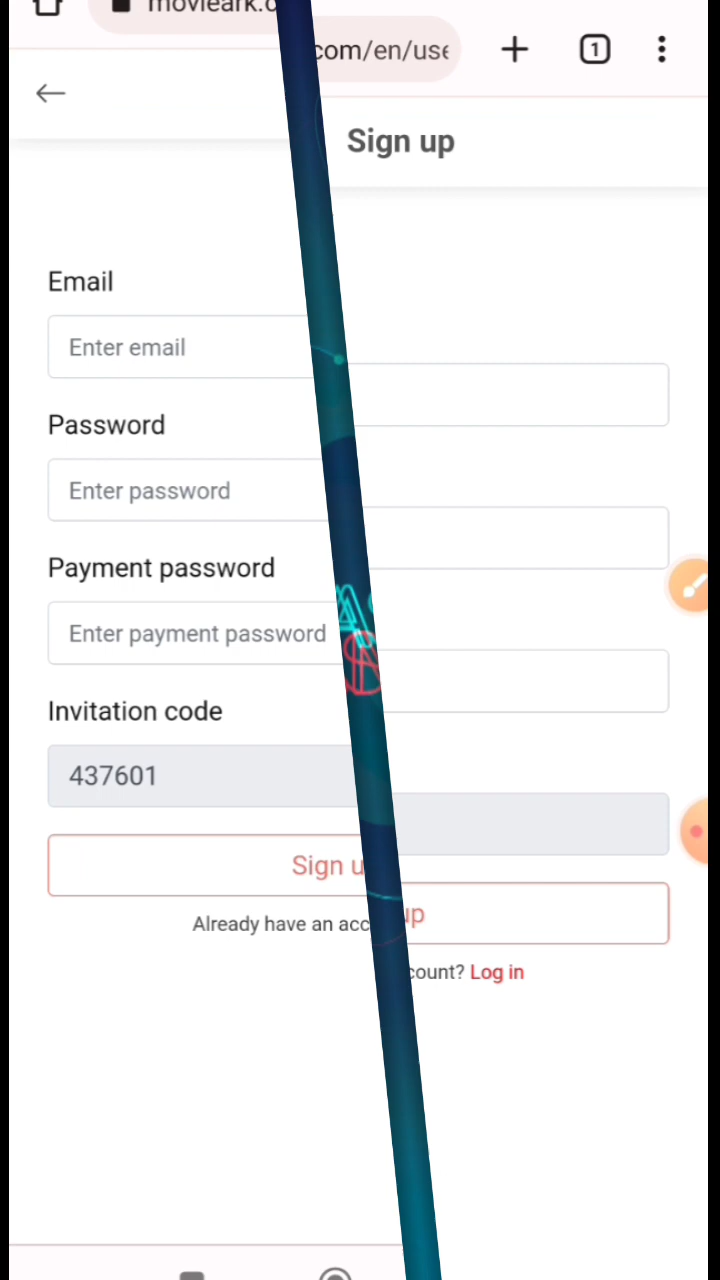 movieark.c
com/en/use
1
Sign up
Email
Enter email
Password
Enter password
Payment password
Enter payment password
Invitation code
437601
Sign u
up
Already have an acc
count? Log in